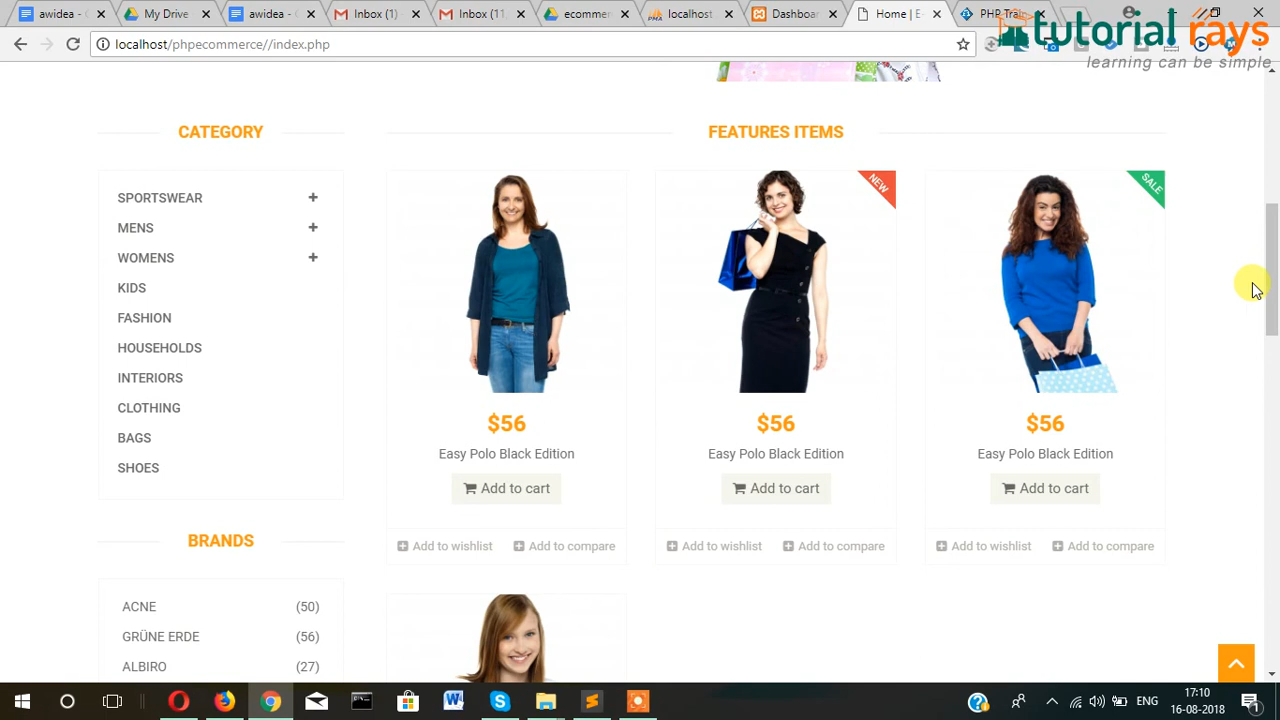 awidea -
awidea -
Inbox (1)
Inbox (11,
ecomme
localhost
Dashboar
Home | E
PHP Tra
localhost/phpecommerce//index.php
tutorial rays
learning can be simple
CATEGORY
SPORTSWEAR
MENS
WOMENS
KIDS
FASHION
HOUSEHOLDS
INTERIORS
CLOTHING
BAGS
SHOES
BRANDS
ACNE (50)
GRÜNE ERDE (56)
ALBIRO (27)
FEATURES ITEMS
NEW
SALE
$56 $56 $56
Easy Polo Black Edition Easy Polo Black Edition Easy Polo Black Edition
Add to cart Add to cart Add to cart
Add to wishlist Add to compare Add to wishlist Add to compare Add to wishlist Add to compare
ENG
17:10
16-08-2018